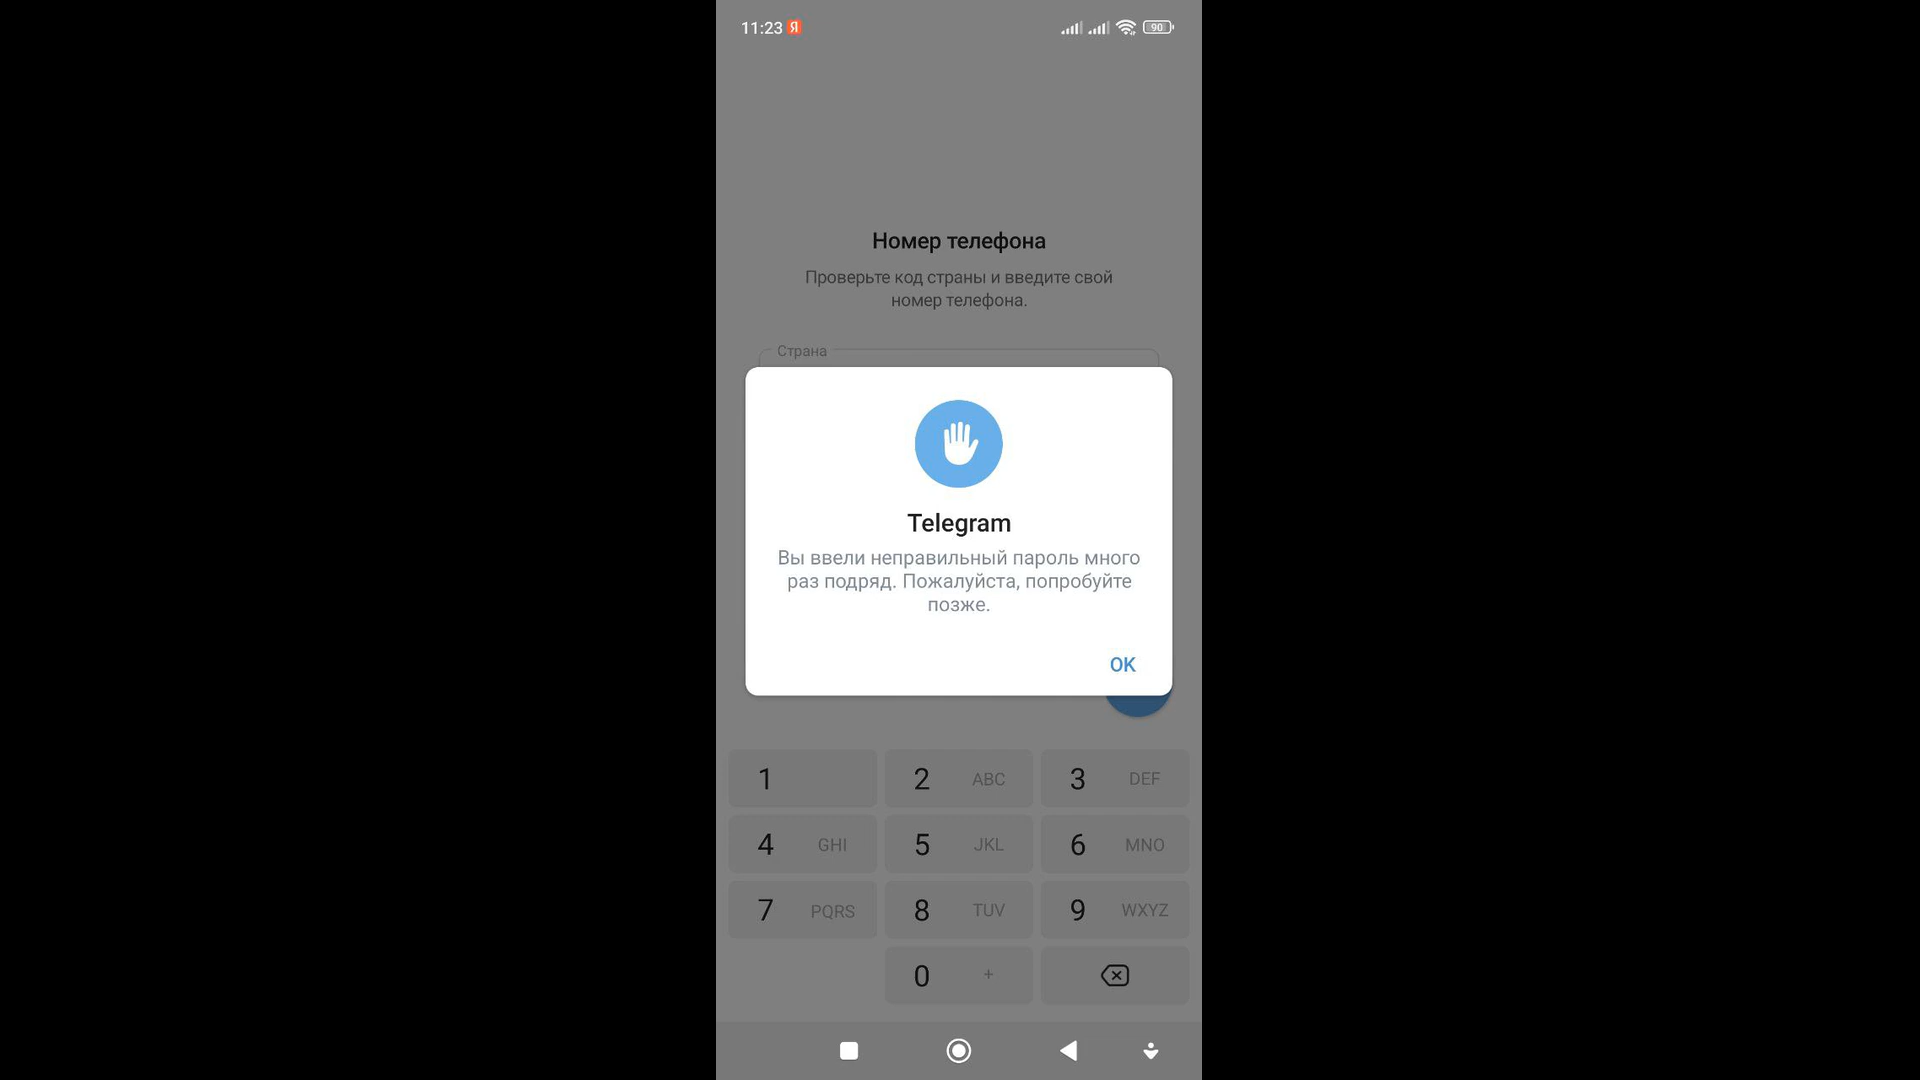 11:23 Я 90
Номер телефона
Проверьте код страны и введите свой
номер телефона.
Страна
Telegram
Вы ввели неправильный пароль много
раз подряд. Пожалуйста, попробуйте
позже.
OK
1 2 ABC 3 DEF
4 GHI 5 JKL 6 MNO
7 PQRS 8 TUV 9 WXYZ
0 +